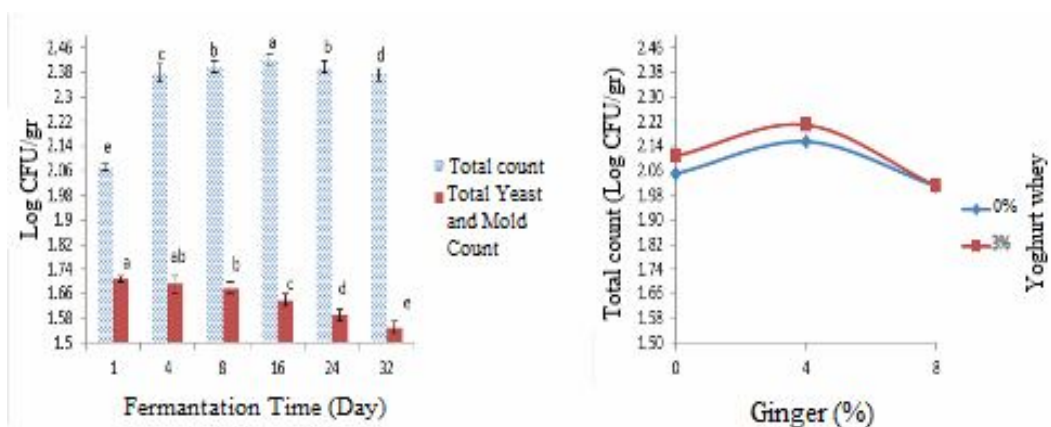 Log CFU/gr
2.46
2.38
2.3
2.22
2.14
2.06
1.98
1.9
1.82
1.74
1.66
1.58
1.5
e
c
b
a
b
d
a
ab
b
c
d
e
1 4 8 16 24 32
Fermantation Time (Day)
Total count
Total Yeast
and Mold
Count
Total count (Log CFU/gr)
2.46
2.38
2.30
2.22
2.14
2.06
1.98
1.90
1.82
1.74
1.66
1.58
1.50
0 4 8
Ginger (%)
0%
3%
Yoghurt whey